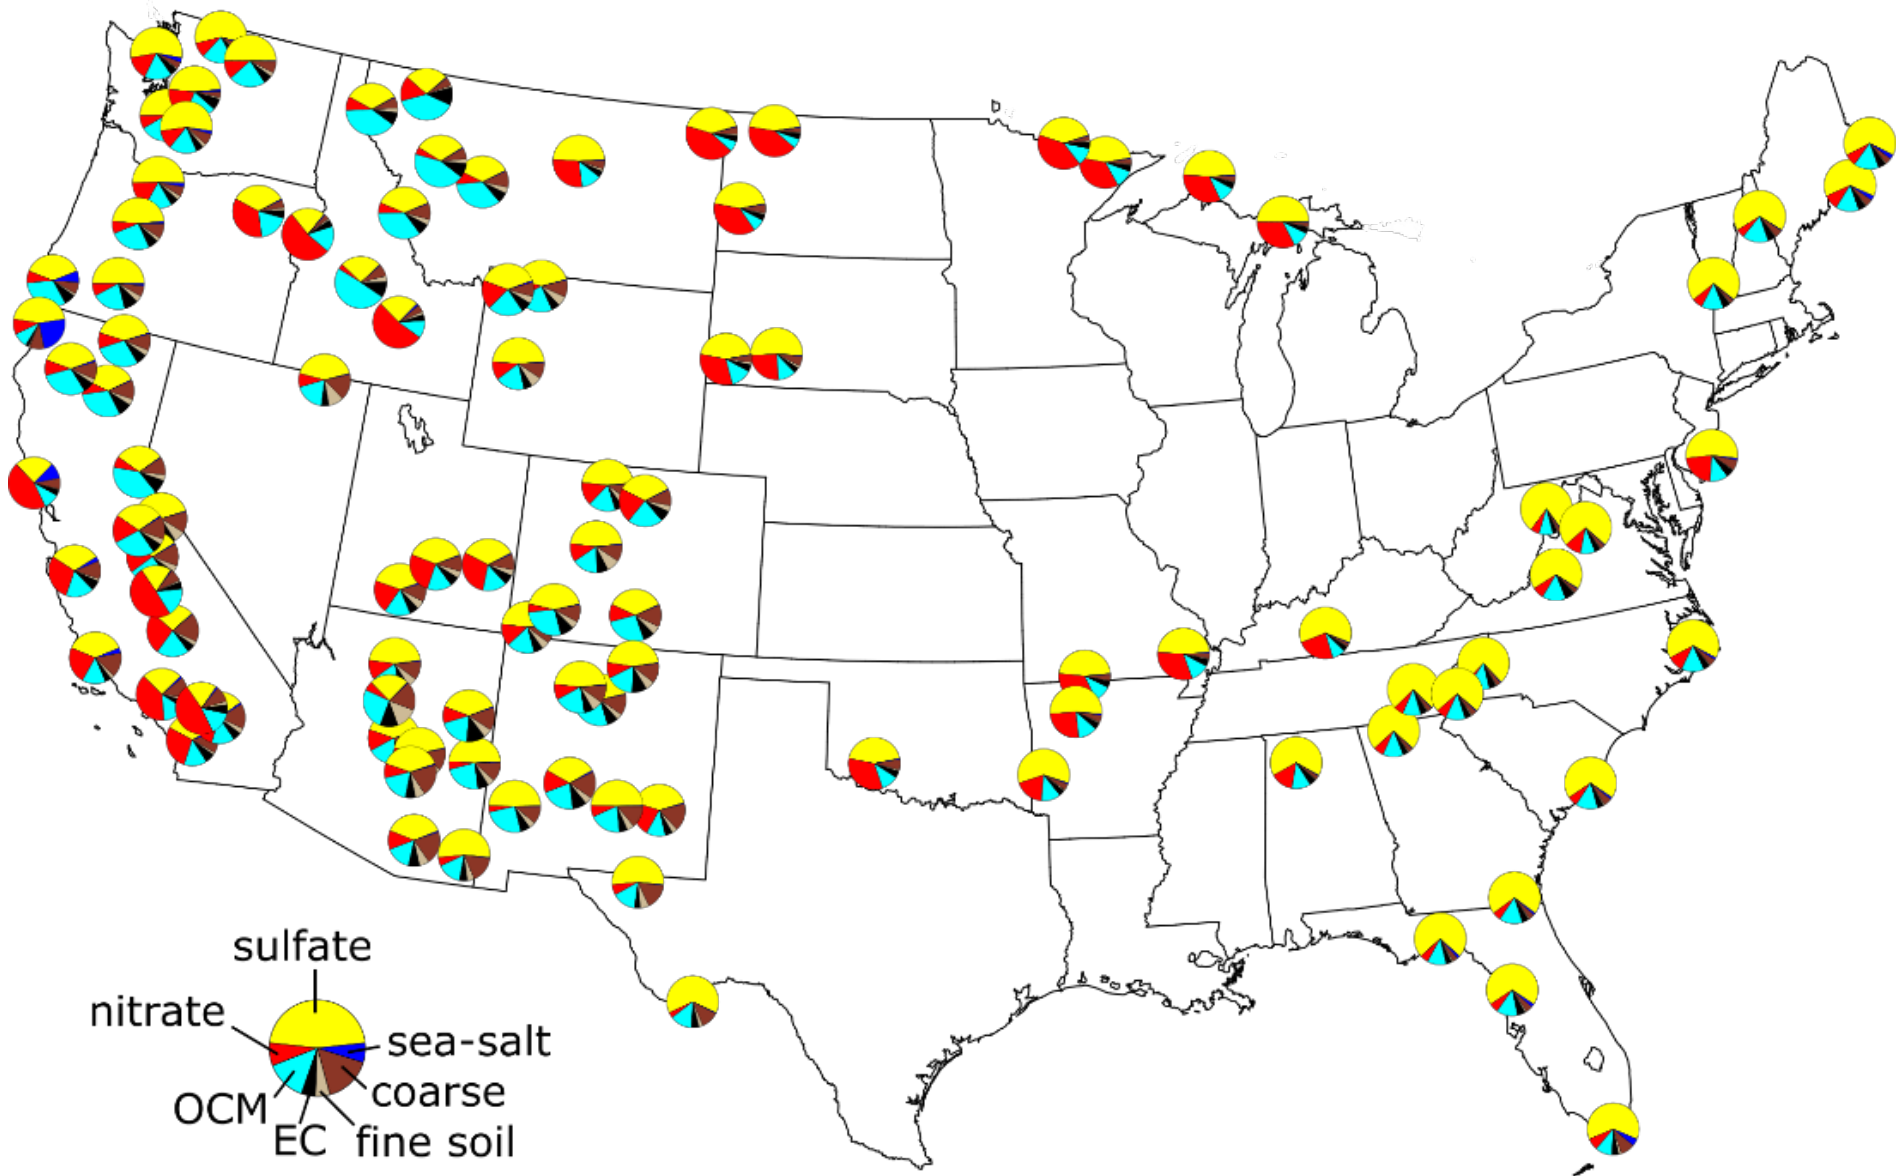 sulfate
nitrate
sea-salt
coarse
OCM
EC
fine soil